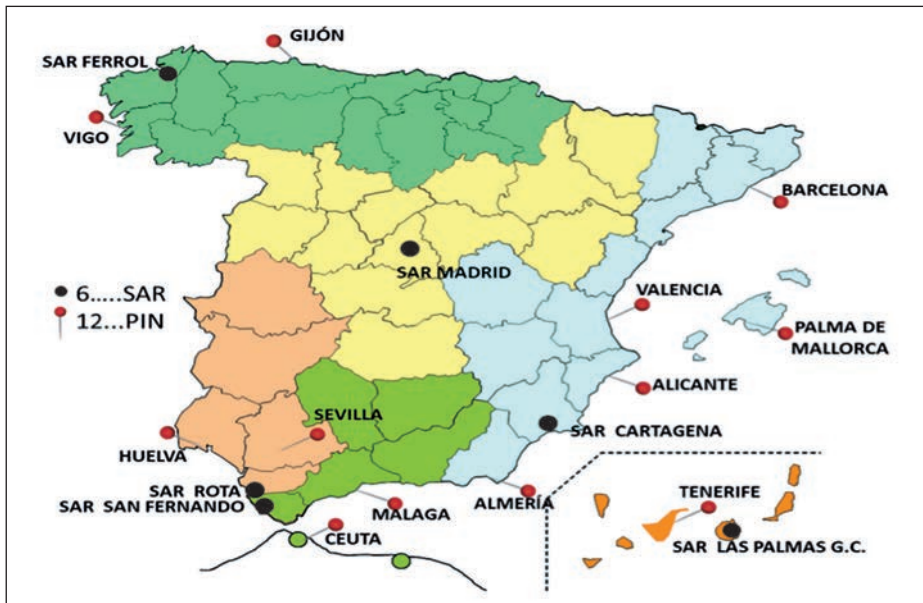 GIJÓN
SAR FERROL
VIGO
BARCELONA
SAR MADRID
VALENCIA
6.....SAR
12...PIN
PALMA DE
MALLORCA
ALICANTE
SEVILLA
SAR CARTAGENA
HUELVA
SAR ROTA
SAR SAN FERNANDO
MÁLAGA
ALMERÍA
TENERIFE
CEUTA
SAR LAS PALMAS G.C.